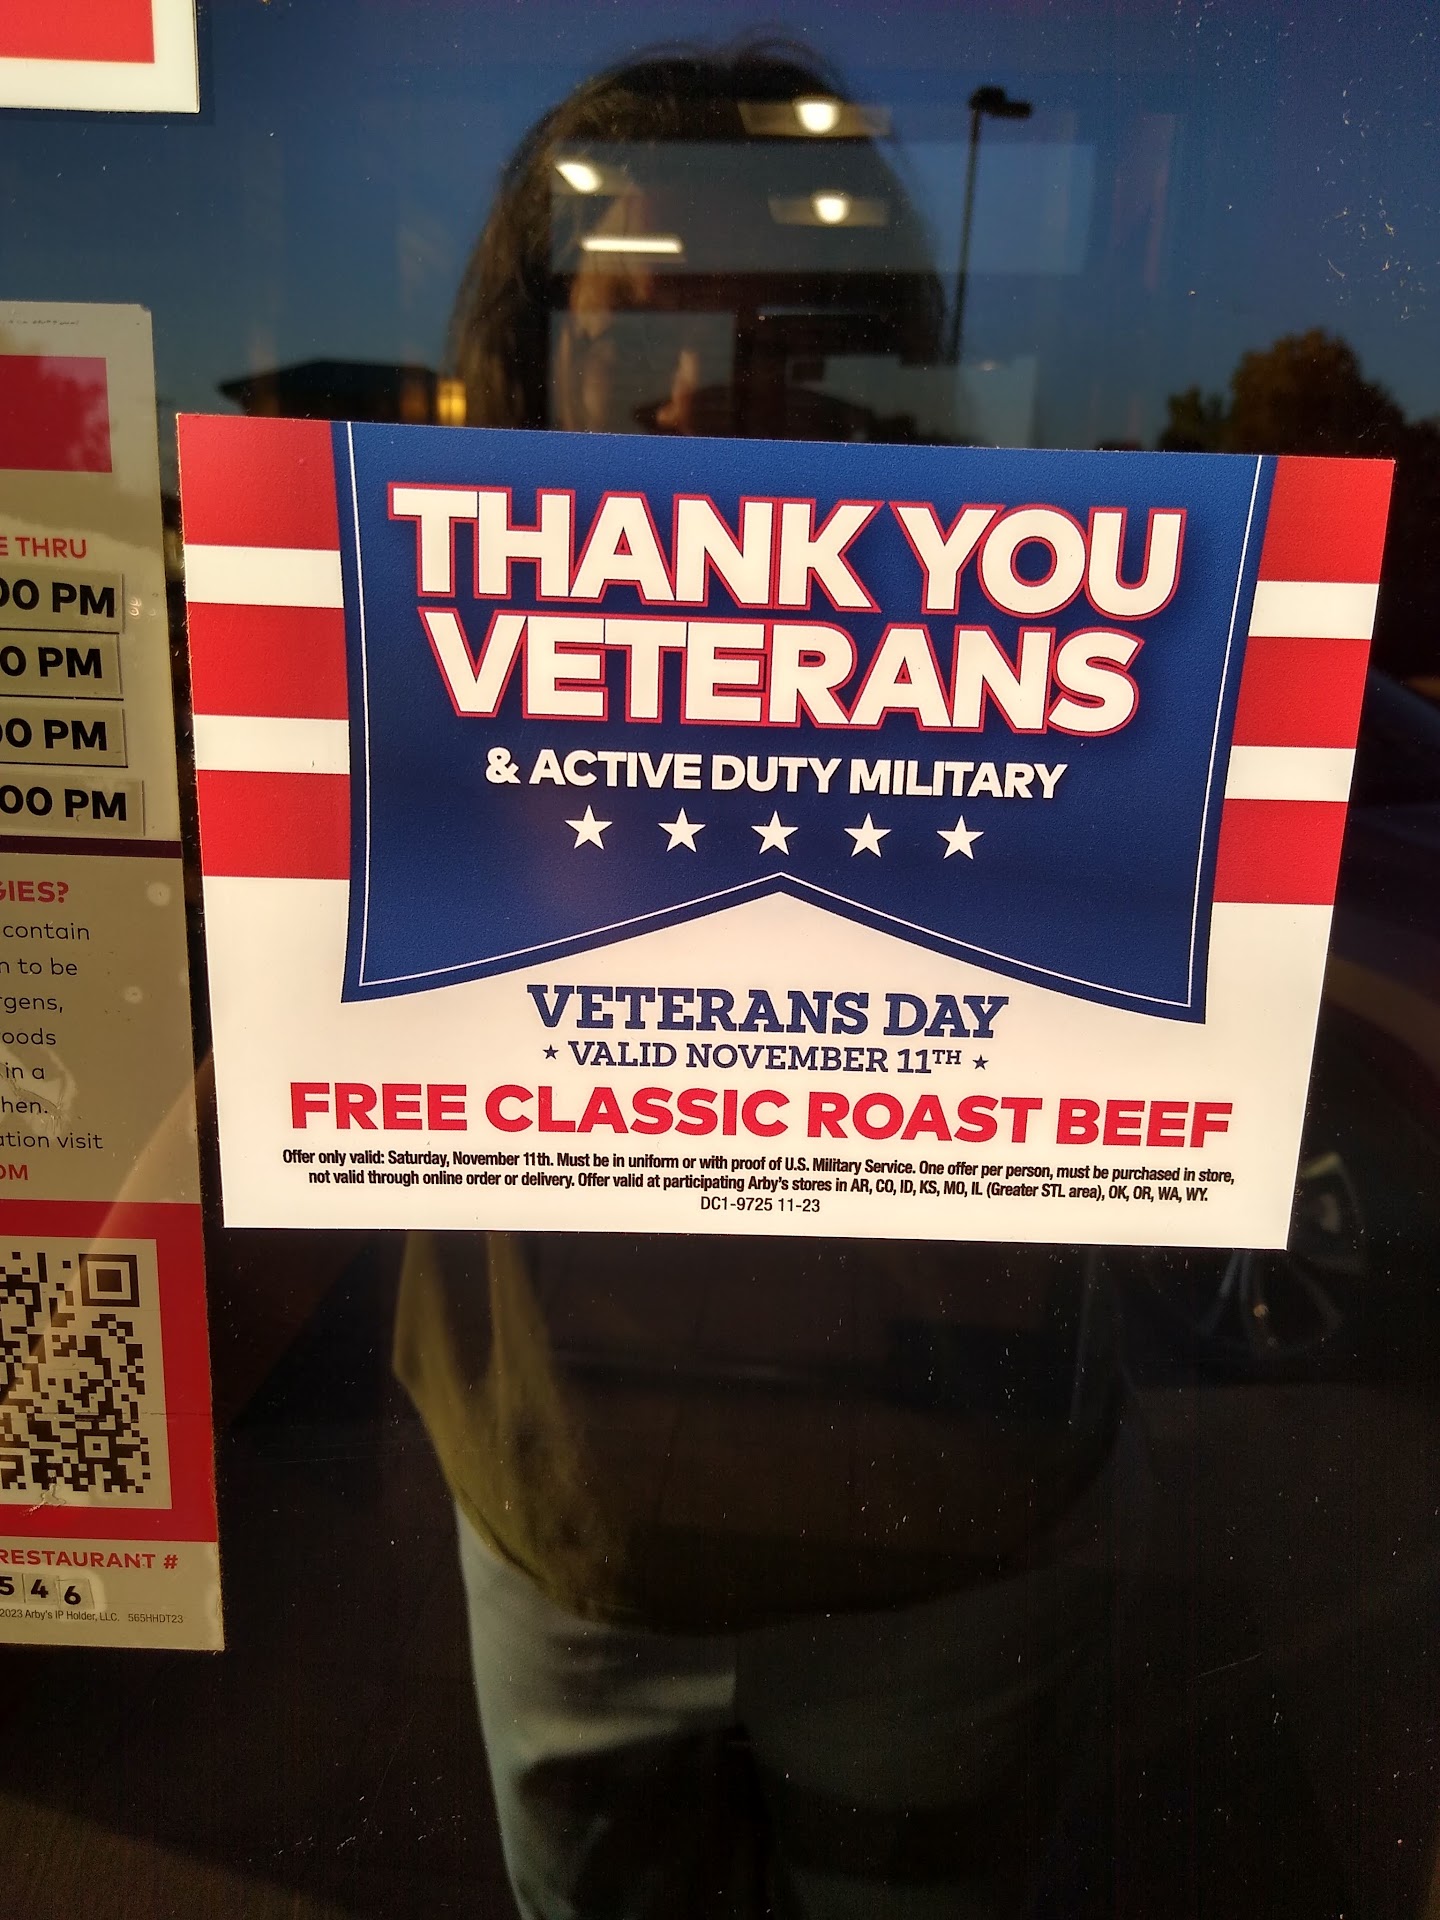 E THRU
00 PM
0 PM
00 PM
00 PM
GIES?
contain
n to be
rgens,
oods
in a
hen.
ation visit
OM
RESTAURANT #
546
2023 Arby's IP Holder, LLC. 565HHDT23
THANK YOU
VETERANS
& ACTIVE DUTY MILITARY
VETERANS DAY
★ VALID NOVEMBER 11TH ★
FREE CLASSIC ROAST BEEF
Offer only valid: Saturday, November 11th. Must be in uniform or with proof of U.S. Military Service. One offer per person, must be purchased in store,
not valid through online order or delivery. Offer valid at participating Arby's stores in AR, CO, ID, KS, MO, IL (Greater STL area), OK, OR, WA, WY.
DC1-9725 11-23